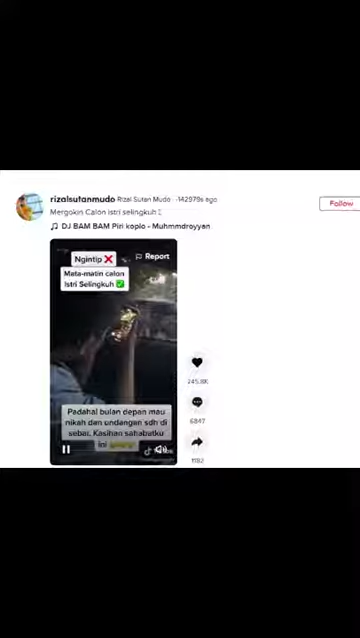 rizalsutanmudo Rizal Sutan Mudo · -142979s ago
Follow
Mergokin Calon istri selingkuh
DJ BAM BAM Piri koplo - Muhmmdroyyan
Report
Ngintip ❌
Mata-matin calon
Istri Selingkuh ✅
Padahal bulan depan mau
nikah dan undangan sdh di
sebar. Kasihan sahabatku
ini
245.8K
6847
1192